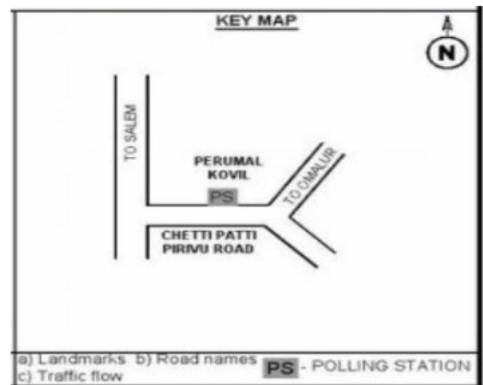 KEY MAP
N
TO SALEM
PERUMAL
KOVIL
PS
TO OMALUR
CHETTI PATTI
PIRIVU ROAD
a) Landmarks b) Road names
c) Traffic flow
PS - POLLING STATION